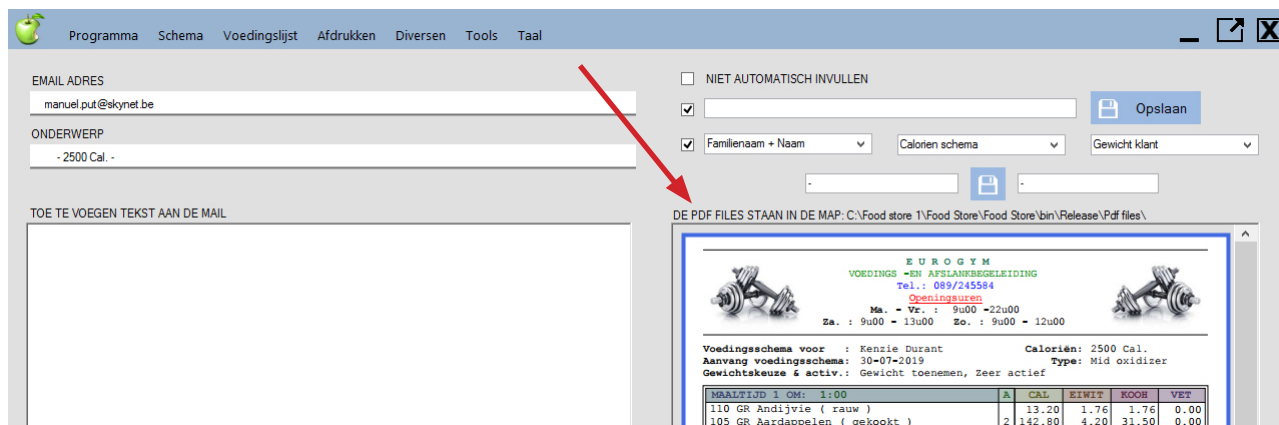 Programma Schema Voedingslijst Afdrukken Diversen Tools Taal
EMAIL ADRES
manuel.put@skynet.be
ONDERWERP
- 2500 Cal. -
TOE TE VOEGEN TEKST AAN DE MAIL
NIET AUTOMATISCH INVULLEN
Opslaan
Familienaam + Naam Calorien schema Gewicht klant
- -
DE PDF FILES STAAN IN DE MAP: C:\Food store 1\Food Store\Food Store\bin\Release\Pdf files\
E U R O G Y M
VOEDINGS -EN AFSLANKBEGELEIDING
Tel.: 089/245584
Openingsuren
Ma. - Vr. : 9u00 -22u00
Za. : 9u00 - 13u00 Zo. : 9u00 - 12u00
Voedingsschema voor : Kenzie Durant Caloriën: 2500 Cal.
Aanvang voedingsschema: 30-07-2019 Type: Mid oxidizer
Gewichtskeuze & activ.: Gewicht toenemen, Zeer actief
MAALTIJD 1 OM: 1:00 A CAL EIWIT KOOH VET
110 GR Andijvie ( rauw ) 13.20 1.76 1.76 0.00
105 GR Aardappelen ( gekookt ) 2 142.80 4.20 31.50 0.00